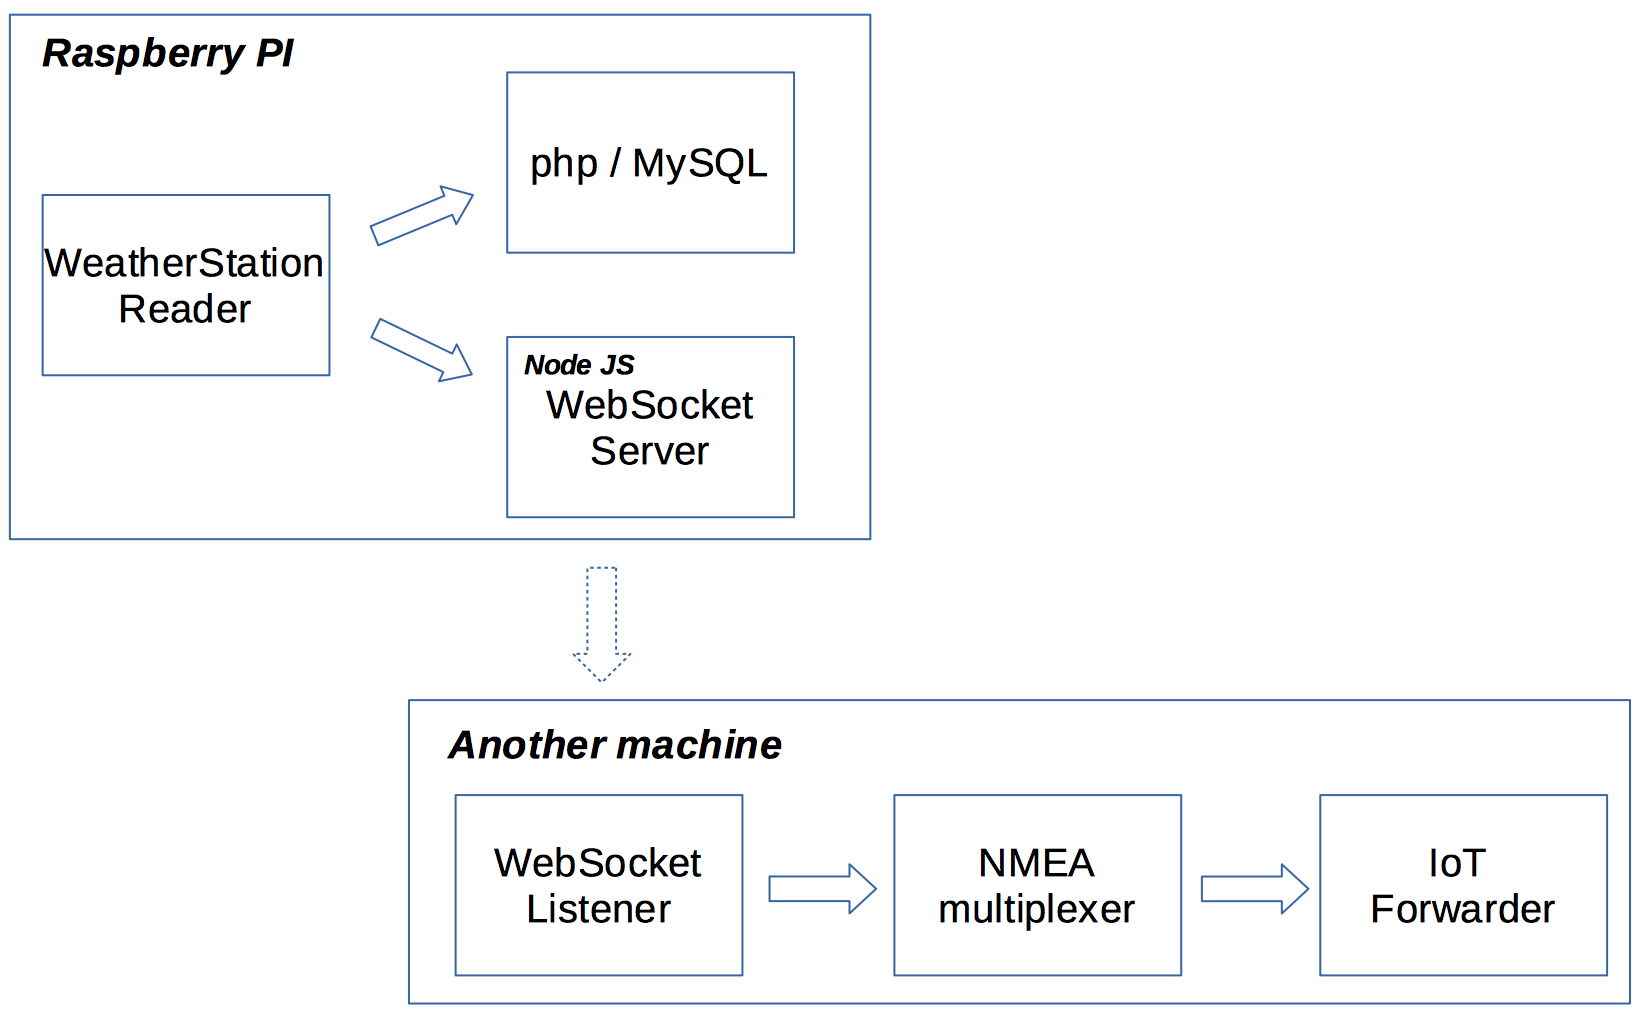 Raspberry PI
php / MySQL
WeatherStation
Reader
Node JS
WebSocket
Server
Another machine
WebSocket
Listener
NMEA
multiplexer
IoT
Forwarder